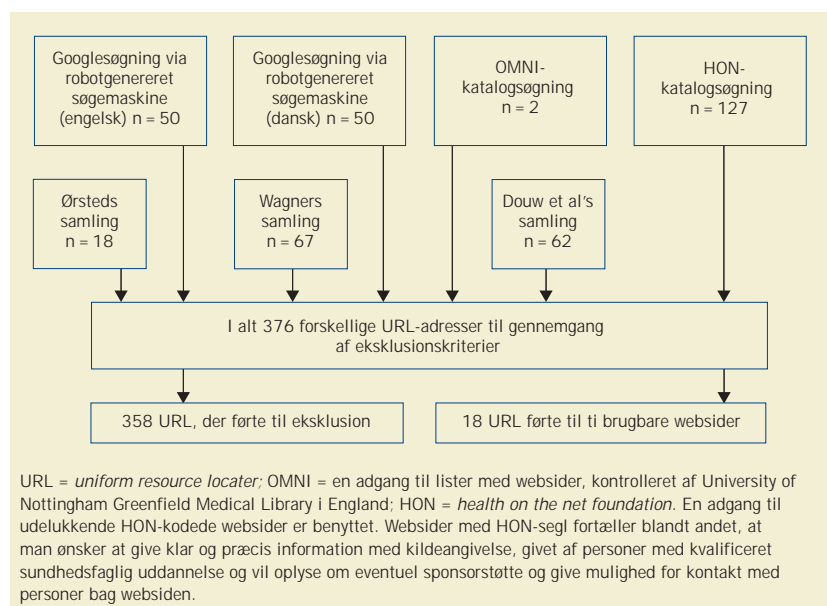 Googlesøgning via
robotgenereret
søgemaskine
(engelsk) n = 50
Googlesøgning via
robotgenereret
søgemaskine
(dansk) n = 50
OMNI-
katalogsøgning
n = 2
HON-
katalogsøgning
n = 127
Ørsteds
samling
n = 18
Wagners
samling
n = 67
Douw et al's
samling
n = 62
I alt 376 forskellige URL-adresser til gennemgang
af eksklusionskriterier
358 URL, der førte til eksklusion
18 URL førte til ti brugbare websider
URL = uniform resource locater; OMNI = en adgang til lister med websider, kontrolleret af University of
Nottingham Greenfield Medical Library i England; HON = health on the net foundation. En adgang til
udelukkende HON-kodede websider er benyttet. Websider med HON-segl fortæller blandt andet, at
man ønsker at give klar og præcis information med kildeangivelse, givet af personer med kvalificeret
sundhedsfaglig uddannelse og vil oplyse om eventuel sponsorstøtte og give mulighed for kontakt med
personer bag websiden.